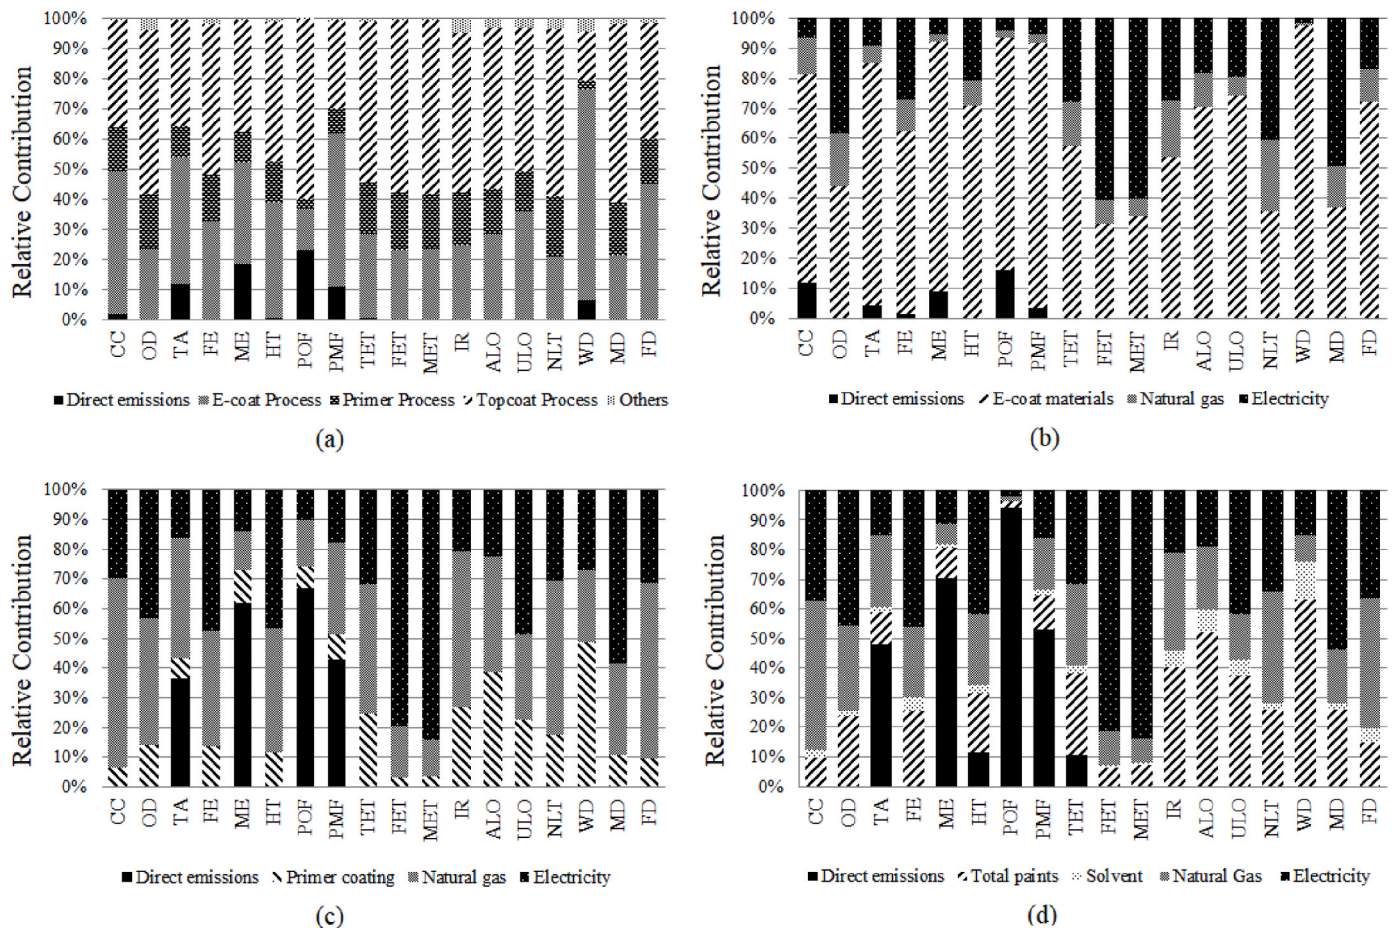 Relative Contribution
100%
90%
80%
70%
60%
50%
40%
30%
20%
10%
0%
CC OD TA FE ME HT POF PMF TET FET MET IR ALO ULO NLT WD MD FD
Direct emissions E-coat Process Primer Process Topcoat Process Others
(a)
Relative Contribution
100%
90%
80%
70%
60%
50%
40%
30%
20%
10%
0%
CC OD TA FE ME HT POF PMF TET FET MET IR ALO ULO NLT WD MD FD
Direct emissions E-coat materials Natural gas Electricity
(b)
Relative Contribution
100%
90%
80%
70%
60%
50%
40%
30%
20%
10%
0%
CC OD TA FE ME HT POF PMF TET FET MET IR ALO ULO NLT WD MD FD
Direct emissions Primer coating Natural gas Electricity
(c)
Relative Contribution
100%
90%
80%
70%
60%
50%
40%
30%
20%
10%
0%
CC OD TA FE ME HT POF PMF TET FET MET IR ALO ULO NLT WD MD FD
Direct emissions Total paints Solvent Natural Gas Electricity
(d)